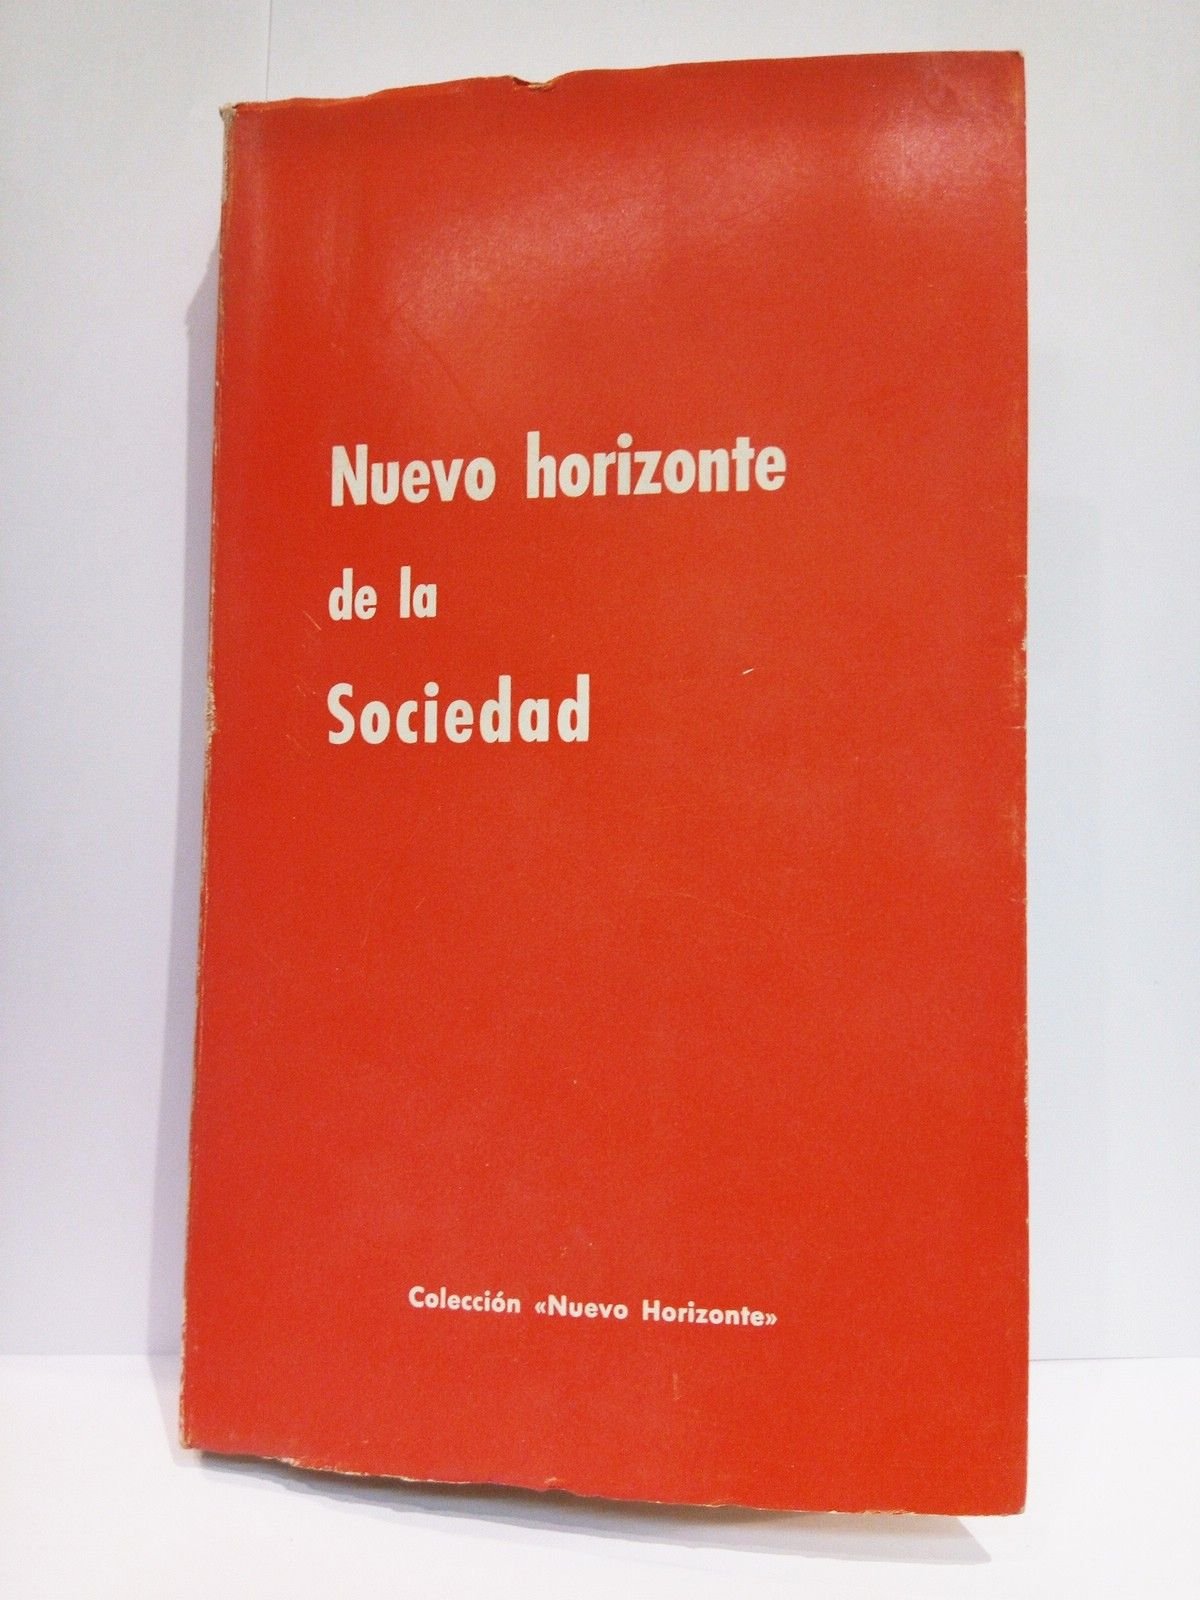 Nuevo horizonte
de la
Sociedad
Colección «Nuevo Horizonte»